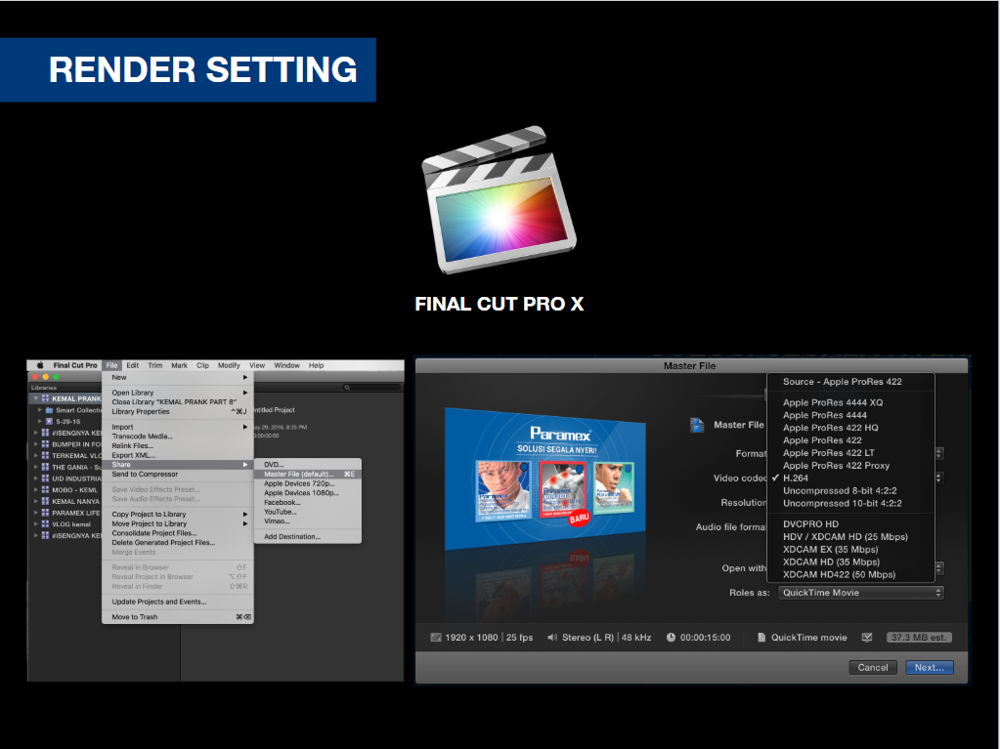 RENDER SETTING
FINAL CUT PRO X
Final Cut Pro File Edit Trim Mark Clip Modify View Window Help
Libraries
KEMAL PRANK
Smart Collecti
5-29-16
#ISENGNYA KE
BUMPER IN FO
TERKEMAL VLO
THE GANIA - Su
UID INDUSTRIA
MOBO - KEML
KEMAL NANYA
PARAMEX LIFE
VLOG kemal
#ISENGNYA KE
New
Open Library
Close Library "KEMAL PRANK PART 8"
Library Properties ⌃⌘J
Import
Transcode Media...
Relink Files...
Export XML...
Share
Send to Compressor
Save Video Effects Preset...
Save Audio Effects Preset...
Copy Project to Library
Move Project to Library
Consolidate Project Files...
Delete Generated Project Files...
Merge Events
Reveal in Browser ⇧F
Reveal Project in Browser ⌥⇧F
Reveal in Finder ⇧⌘R
Update Projects and Events...
Move to Trash ⌘⌫
ntitled Project
ay 29, 2016, 8:35 PM
0:00:50:00
DVD...
Master File (default)... ⌘E
Apple Devices 720p...
Apple Devices 1080p...
Facebook...
YouTube...
Vimeo...
Add Destination...
Master File
Paramex
SOLUSI SEGALA NYERI!
BARU
Master File
Format
Video codec
Resolution
Audio file format
Open with
Roles as: QuickTime Movie
Source - Apple ProRes 422
Apple ProRes 4444 XQ
Apple ProRes 4444
Apple ProRes 422 HQ
Apple ProRes 422
Apple ProRes 422 LT
Apple ProRes 422 Proxy
✓ H.264
Uncompressed 8-bit 4:2:2
Uncompressed 10-bit 4:2:2
DVCPRO HD
HDV / XDCAM HD (25 Mbps)
XDCAM EX (35 Mbps)
XDCAM HD (35 Mbps)
XDCAM HD422 (50 Mbps)
1920 x 1080 | 25 fps Stereo (L R) | 48 kHz 00:00:15:00 QuickTime movie 37.3 MB est.
Cancel Next...